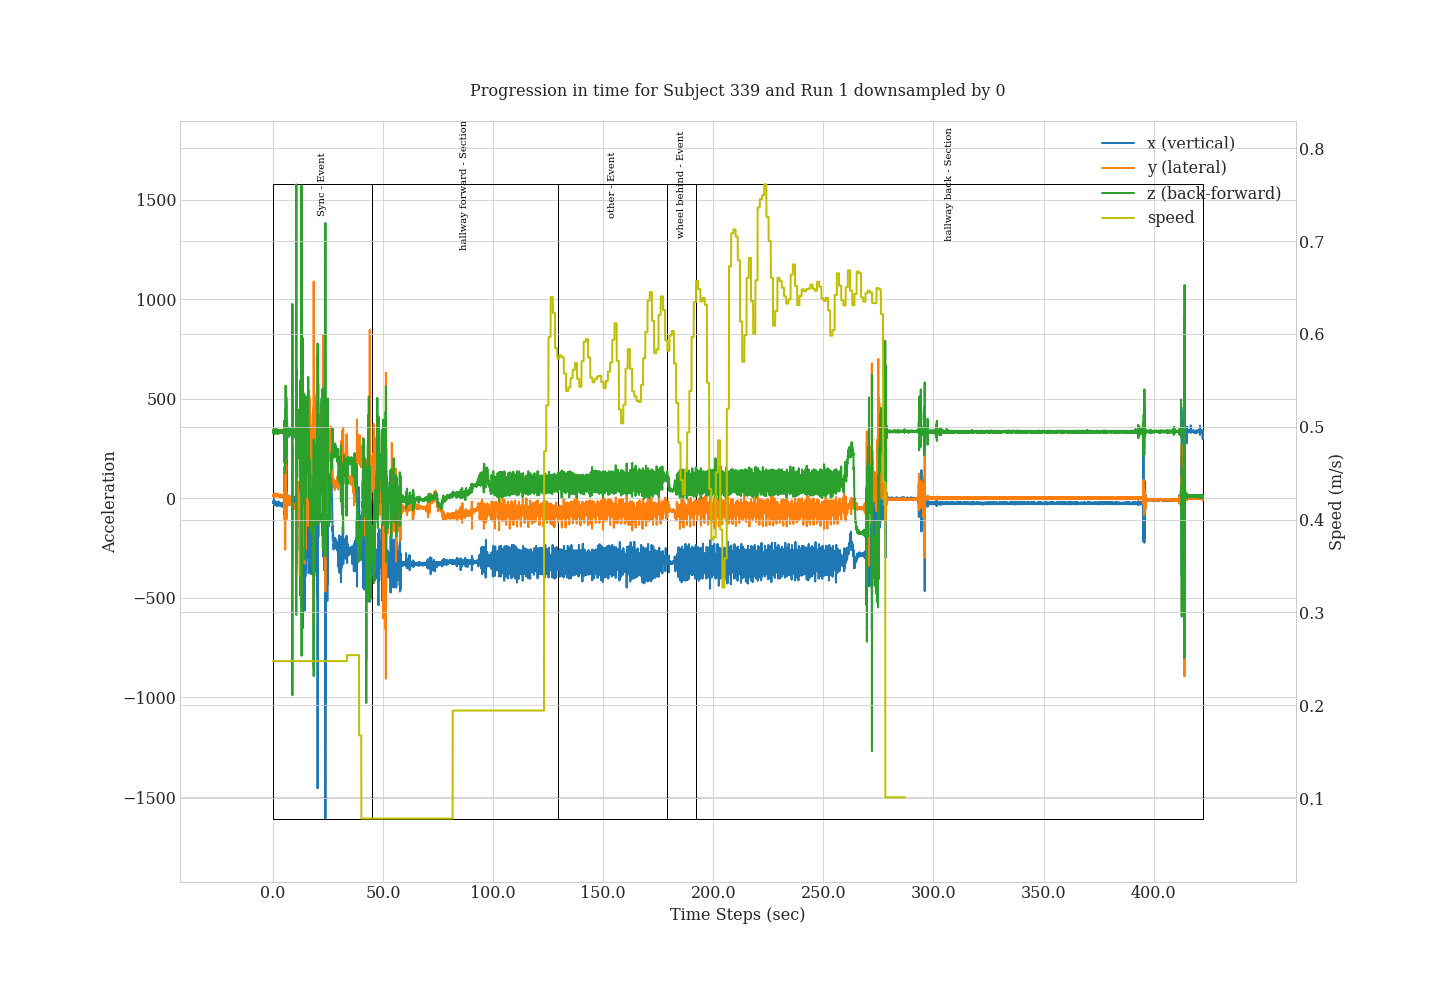 Progression in time for Subject 339 and Run 1 downsampled by 0
Sync - Event
hallway forward - Section
other - Event
wheel behind - Event
hallway back - Section
x (vertical)
y (lateral)
z (back-forward)
speed
1500
1000
500
0
−500
−1000
−1500
Acceleration
0.8
0.7
0.6
0.5
0.4
0.3
0.2
0.1
Speed (m/s)
0.0 50.0 100.0 150.0 200.0 250.0 300.0 350.0 400.0
Time Steps (sec)